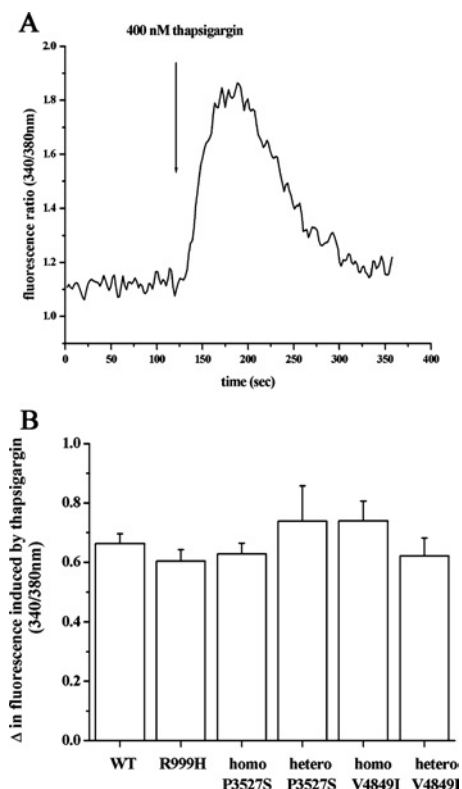 A
400 nM thapsigargin
2.0
1.8
1.6
1.4
1.2
1.0
fluorescence ratio (340/380nm)
0 50 100 150 200 250 300 350 400
time (sec)
B
1.0
0.8
0.6
0.4
0.2
0.0
Δ in fluorescence induced by thapsigargin
(340/380nm)
WT R999H homo hetero homo hetero
P3527S P3527S V4849I V4849I